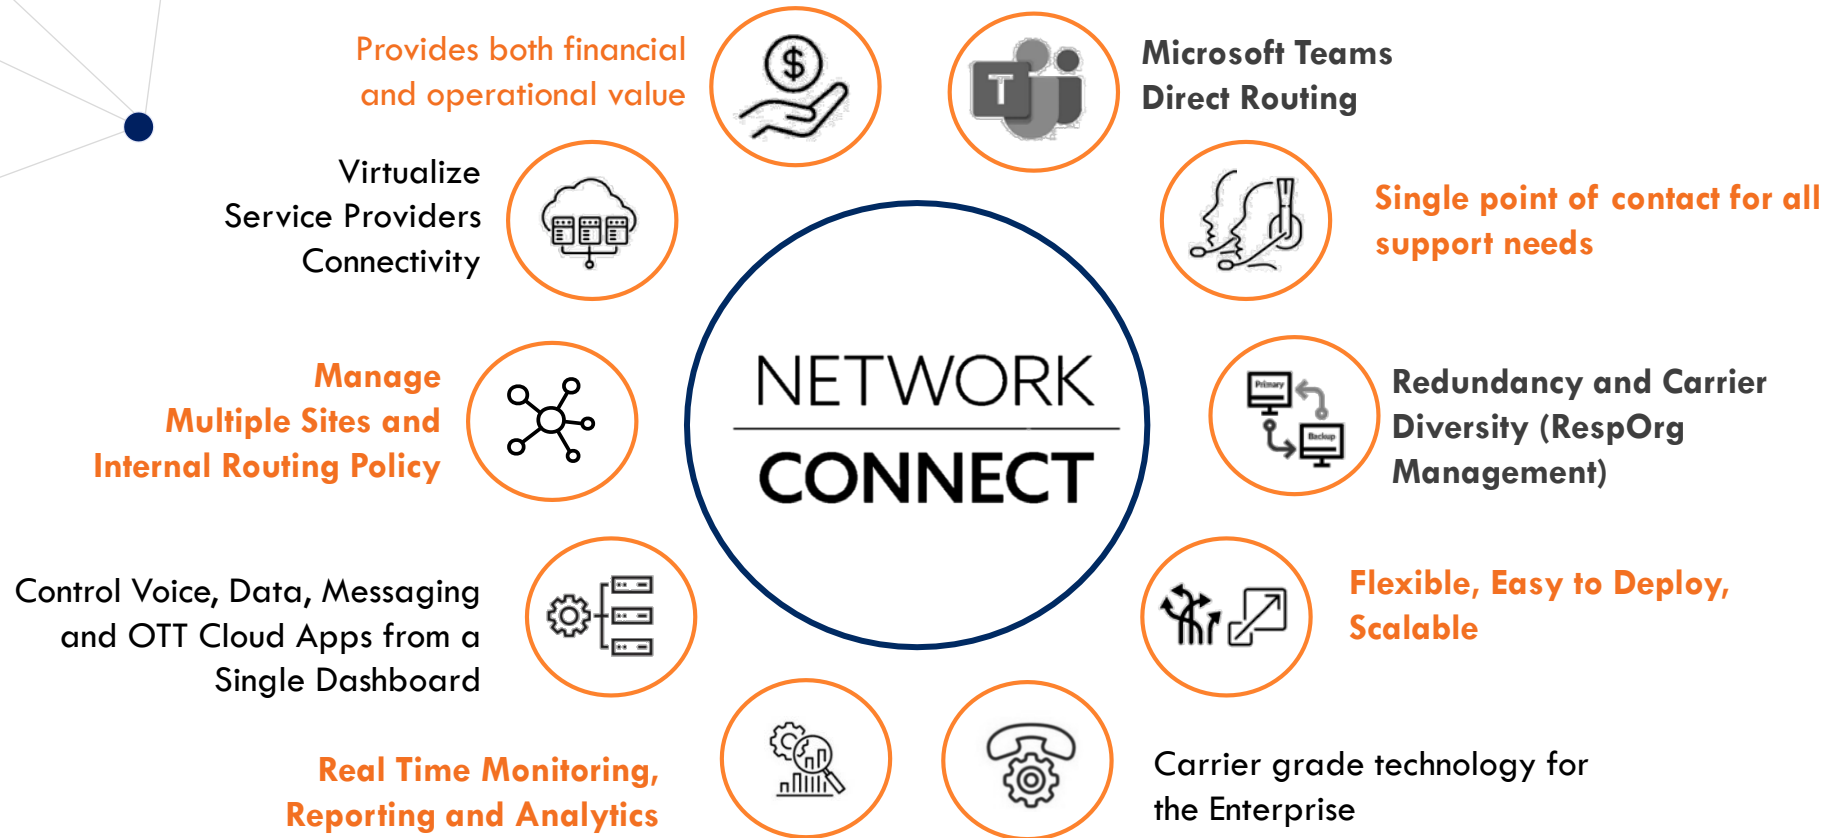 Provides both financial
and operational value
Microsoft Teams
Direct Routing
T
Virtualize
Service Providers
Connectivity
Single point of contact for all
support needs
Manage
Multiple Sites and
Internal Routing Policy
NETWORK
CONNECT
Primary
Backup
Redundancy and Carrier
Diversity (RespOrg
Management)
Control Voice, Data, Messaging
and OTT Cloud Apps from a
Single Dashboard
Flexible, Easy to Deploy,
Scalable
Real Time Monitoring,
Reporting and Analytics
Carrier grade technology for
the Enterprise